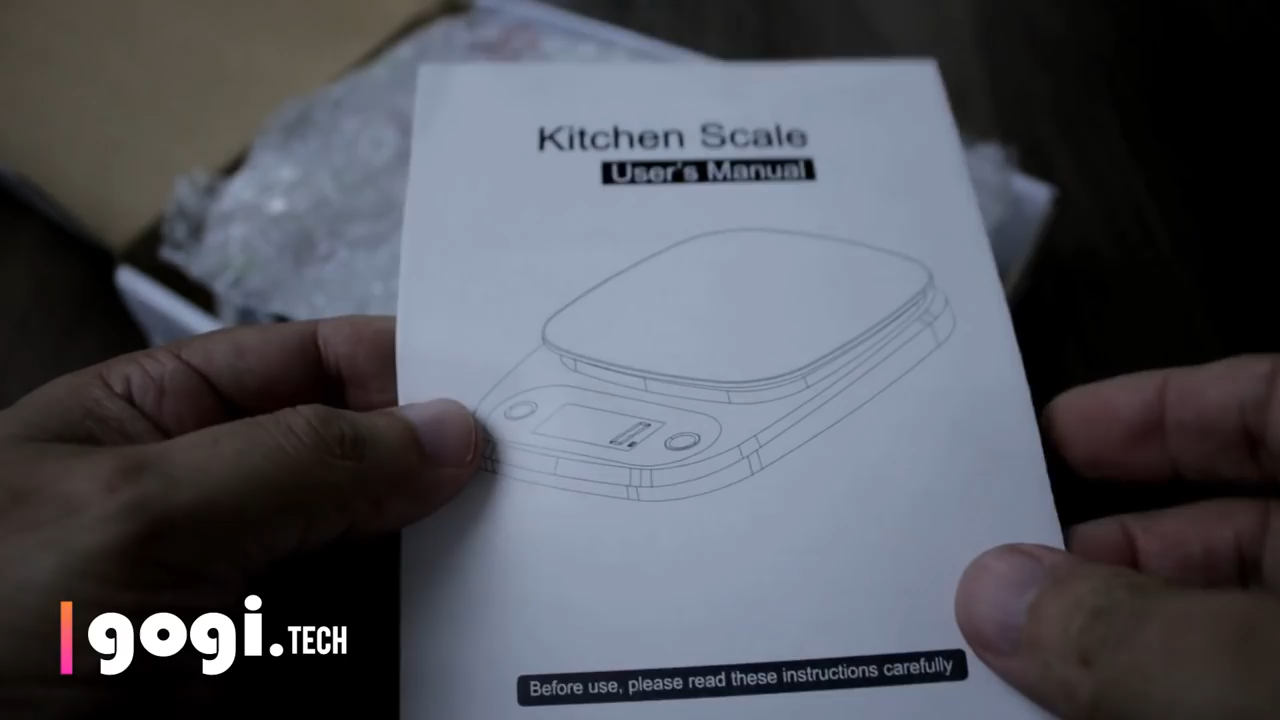 Kitchen Scale
User's Manual
Before use, please read these instructions carefully
gogi.TECH